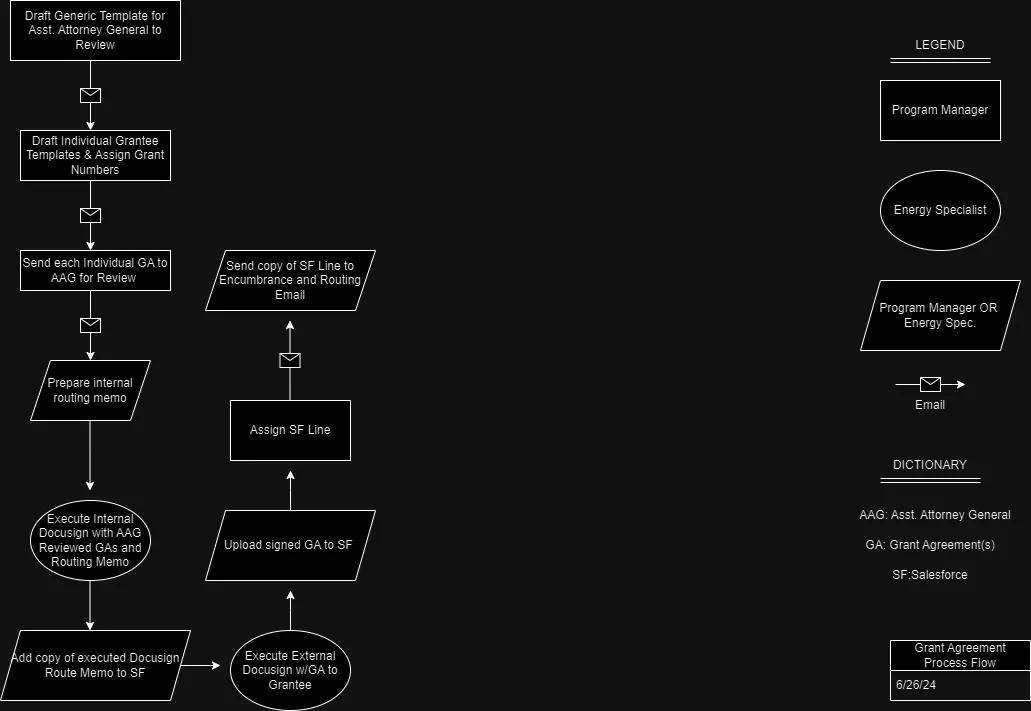 Draft Generic Template for
Asst. Attorney General to
Review
Draft Individual Grantee
Templates & Assign Grant
Numbers
Send each Individual GA to
AAG for Review
Prepare internal
routing memo
Execute Internal
Docusign with AAG
Reviewed GAs and
Routing Memo
Add copy of executed Docusign
Route Memo to SF
Execute External
Docusign w/GA to
Grantee
Upload signed GA to SF
Assign SF Line
Send copy of SF Line to
Encumbrance and Routing
Email
LEGEND
Program Manager
Energy Specialist
Program Manager OR
Energy Spec.
Email
DICTIONARY
AAG: Asst. Attorney General
GA: Grant Agreement(s)
SF:Salesforce
Grant Agreement
Process Flow
6/26/24